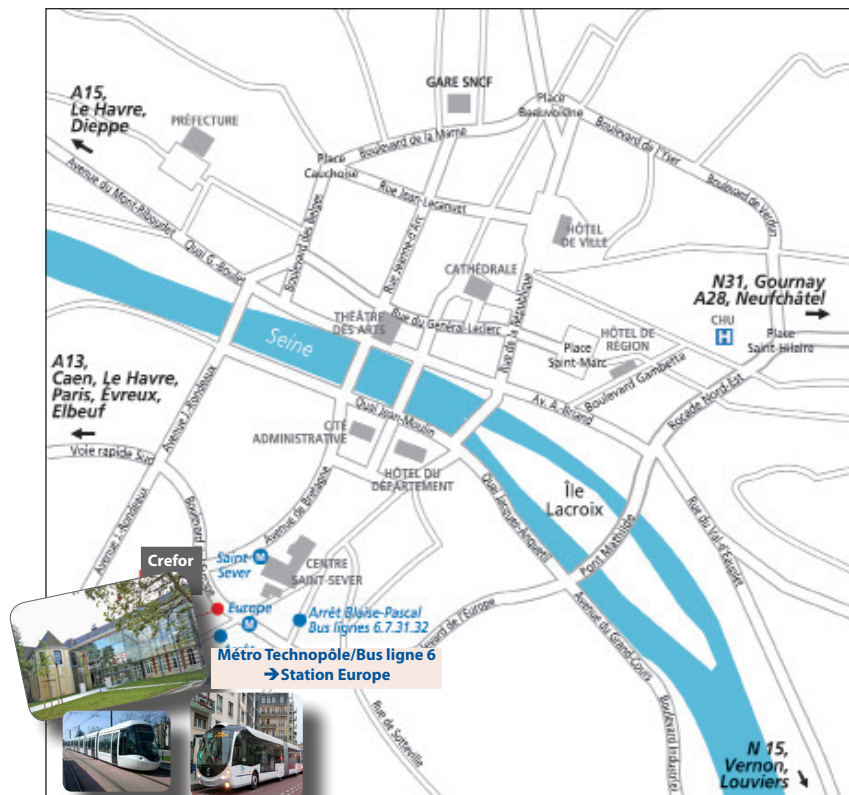 GARE SNCF
A15,
Le Havre,
Dieppe
PRÉFECTURE
Place
Beauvoisine
Boulevard de la Marne
Boulevard de l'Yser
Place
Cauchoise
Rue Jean-Lecanuet
Boulevard de Verdun
Avenue du Mont-Riboudet
Quai G.-Boulet
Boulevard des Belges
Rue Jeanne-d'Arc
HÔTEL
DE VILLE
CATHÉDRALE
N31, Gournay
A28, Neufchâtel
CHU
H
Place
Saint-Hilaire
THÉÂTRE
DES ARTS
Rue du Général-Leclerc
Rue de la République
Seine
HÔTEL DE
RÉGION
Place
Saint-Marc
Boulevard Gambetta
A13,
Caen, Le Havre,
Paris, Évreux,
Elbeuf
Avenue J.-Rondeaux
Quai Jean-Moulin
Av. A.-Briand
Rocade Nord-Est
CITÉ
ADMINISTRATIVE
Voie rapide Sud
HÔTEL DU
DÉPARTEMENT
Avenue de Bretagne
Île
Lacroix
Quai Jacques-Anquetil
Avenue J.-Rondeaux
Boulevard
Rue du Val-d'Eauplet
Pont Mathilde
Crefor
Saint-
Sever
M
CENTRE
SAINT-SEVER
Europe
M
Arrêt Blaise-Pascal
Bus lignes 6.7.31.32
Boulevard de l'Europe
Avenue du Grand-Cours
Métro Technopôle/Bus ligne 6
➔Station Europe
Rue de Sotteville
Boulevard Industriel
N 15,
Vernon,
Louviers